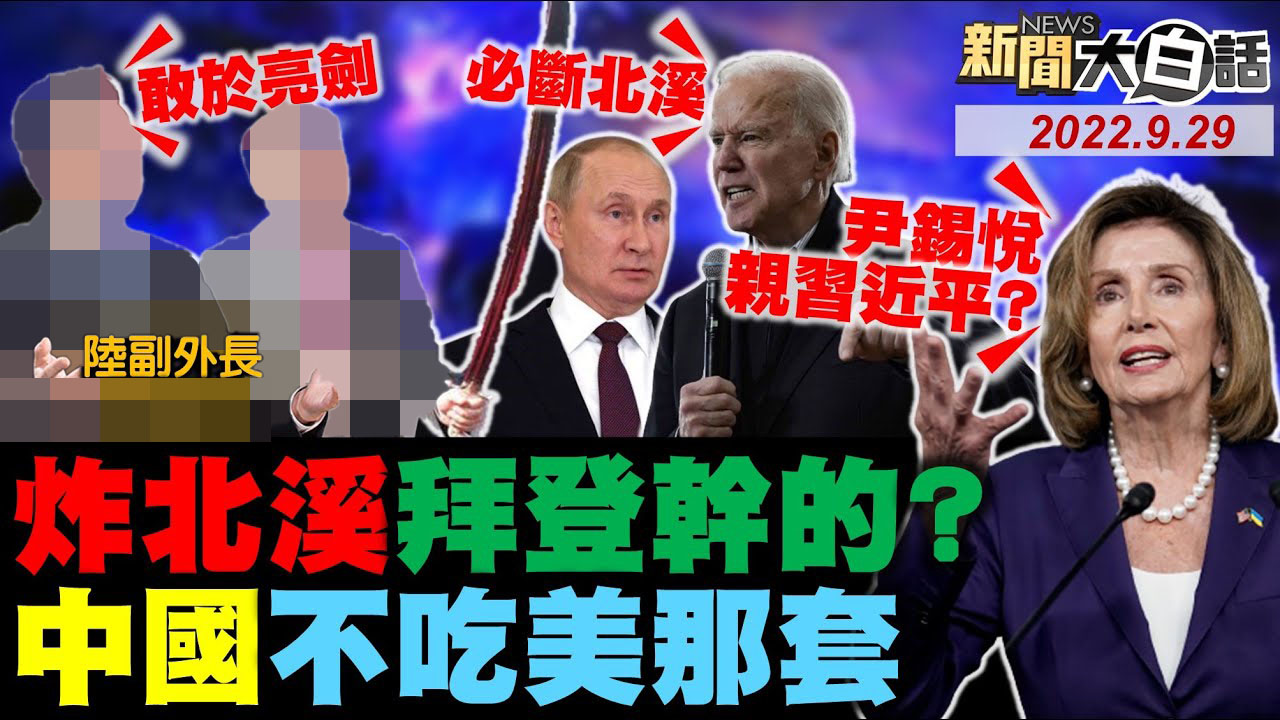 敢於亮劍
必斷北溪
NEWS
新聞大白話
2022.9.29
尹錫悅
親習近平?
陸副外長
炸北溪拜登幹的?
中國不吃美那套